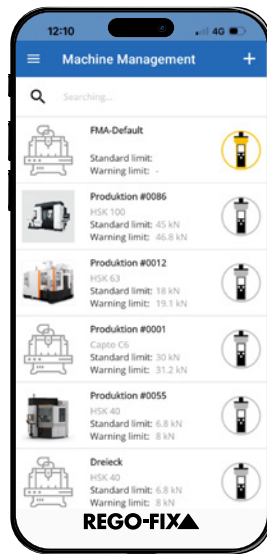 12:10
4G
Machine Management
+
Searching...
FMA-Default
Standard limit:
Warning limit: -
Produktion #0086
HSK 100
Standard limit: 45 kN
Warning limit: 46.8 kN
Produktion #0012
HSK 63
Standard limit: 18 kN
Warning limit: 19.1 kN
Produktion #0001
Capto C6
Standard limit: 30 kN
Warning limit: 31.2 kN
Produktion #0055
HSK 40
Standard limit: 6.8 kN
Warning limit: 8 kN
Dreieck
HSK 40
Standard limit: 6.8 kN
Warning limit: 8 kN
REGO-FIX